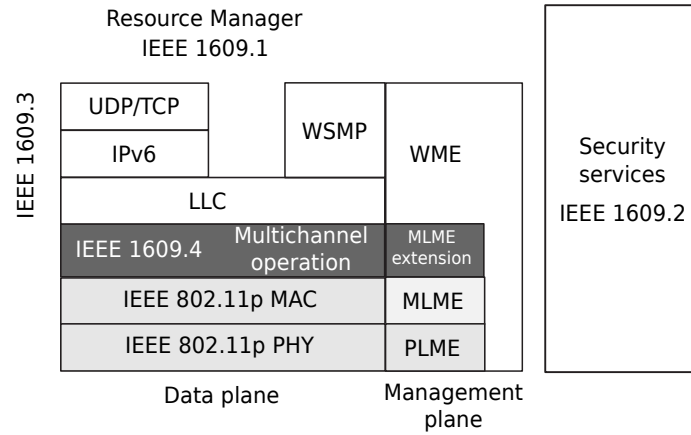 Resource Manager
IEEE 1609.1
IEEE 1609.3
UDP/TCP
IPv6
WSMP
WME
LLC
IEEE 1609.4
Multichannel
operation
MLME
extension
IEEE 802.11p MAC
MLME
IEEE 802.11p PHY
PLME
Data plane
Management
plane
Security
services
IEEE 1609.2